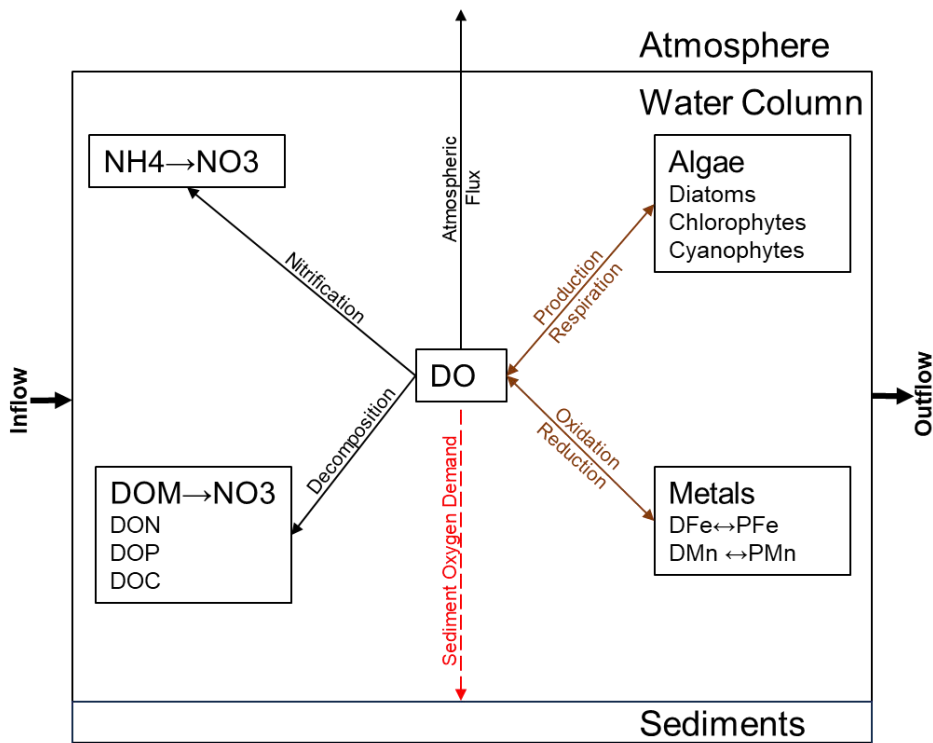 Atmosphere
Water Column
NH4→NO3
Atmospheric
Flux
Algae
Diatoms
Chlorophytes
Cyanophytes
Nitrification
Production
Respiration
DO
Inflow
Outflow
Decomposition
Oxidation
Reduction
Sediment Oxygen Demand
DOM→NO3
DON
DOP
DOC
Metals
DFe↔PFe
DMn ↔PMn
Sediments